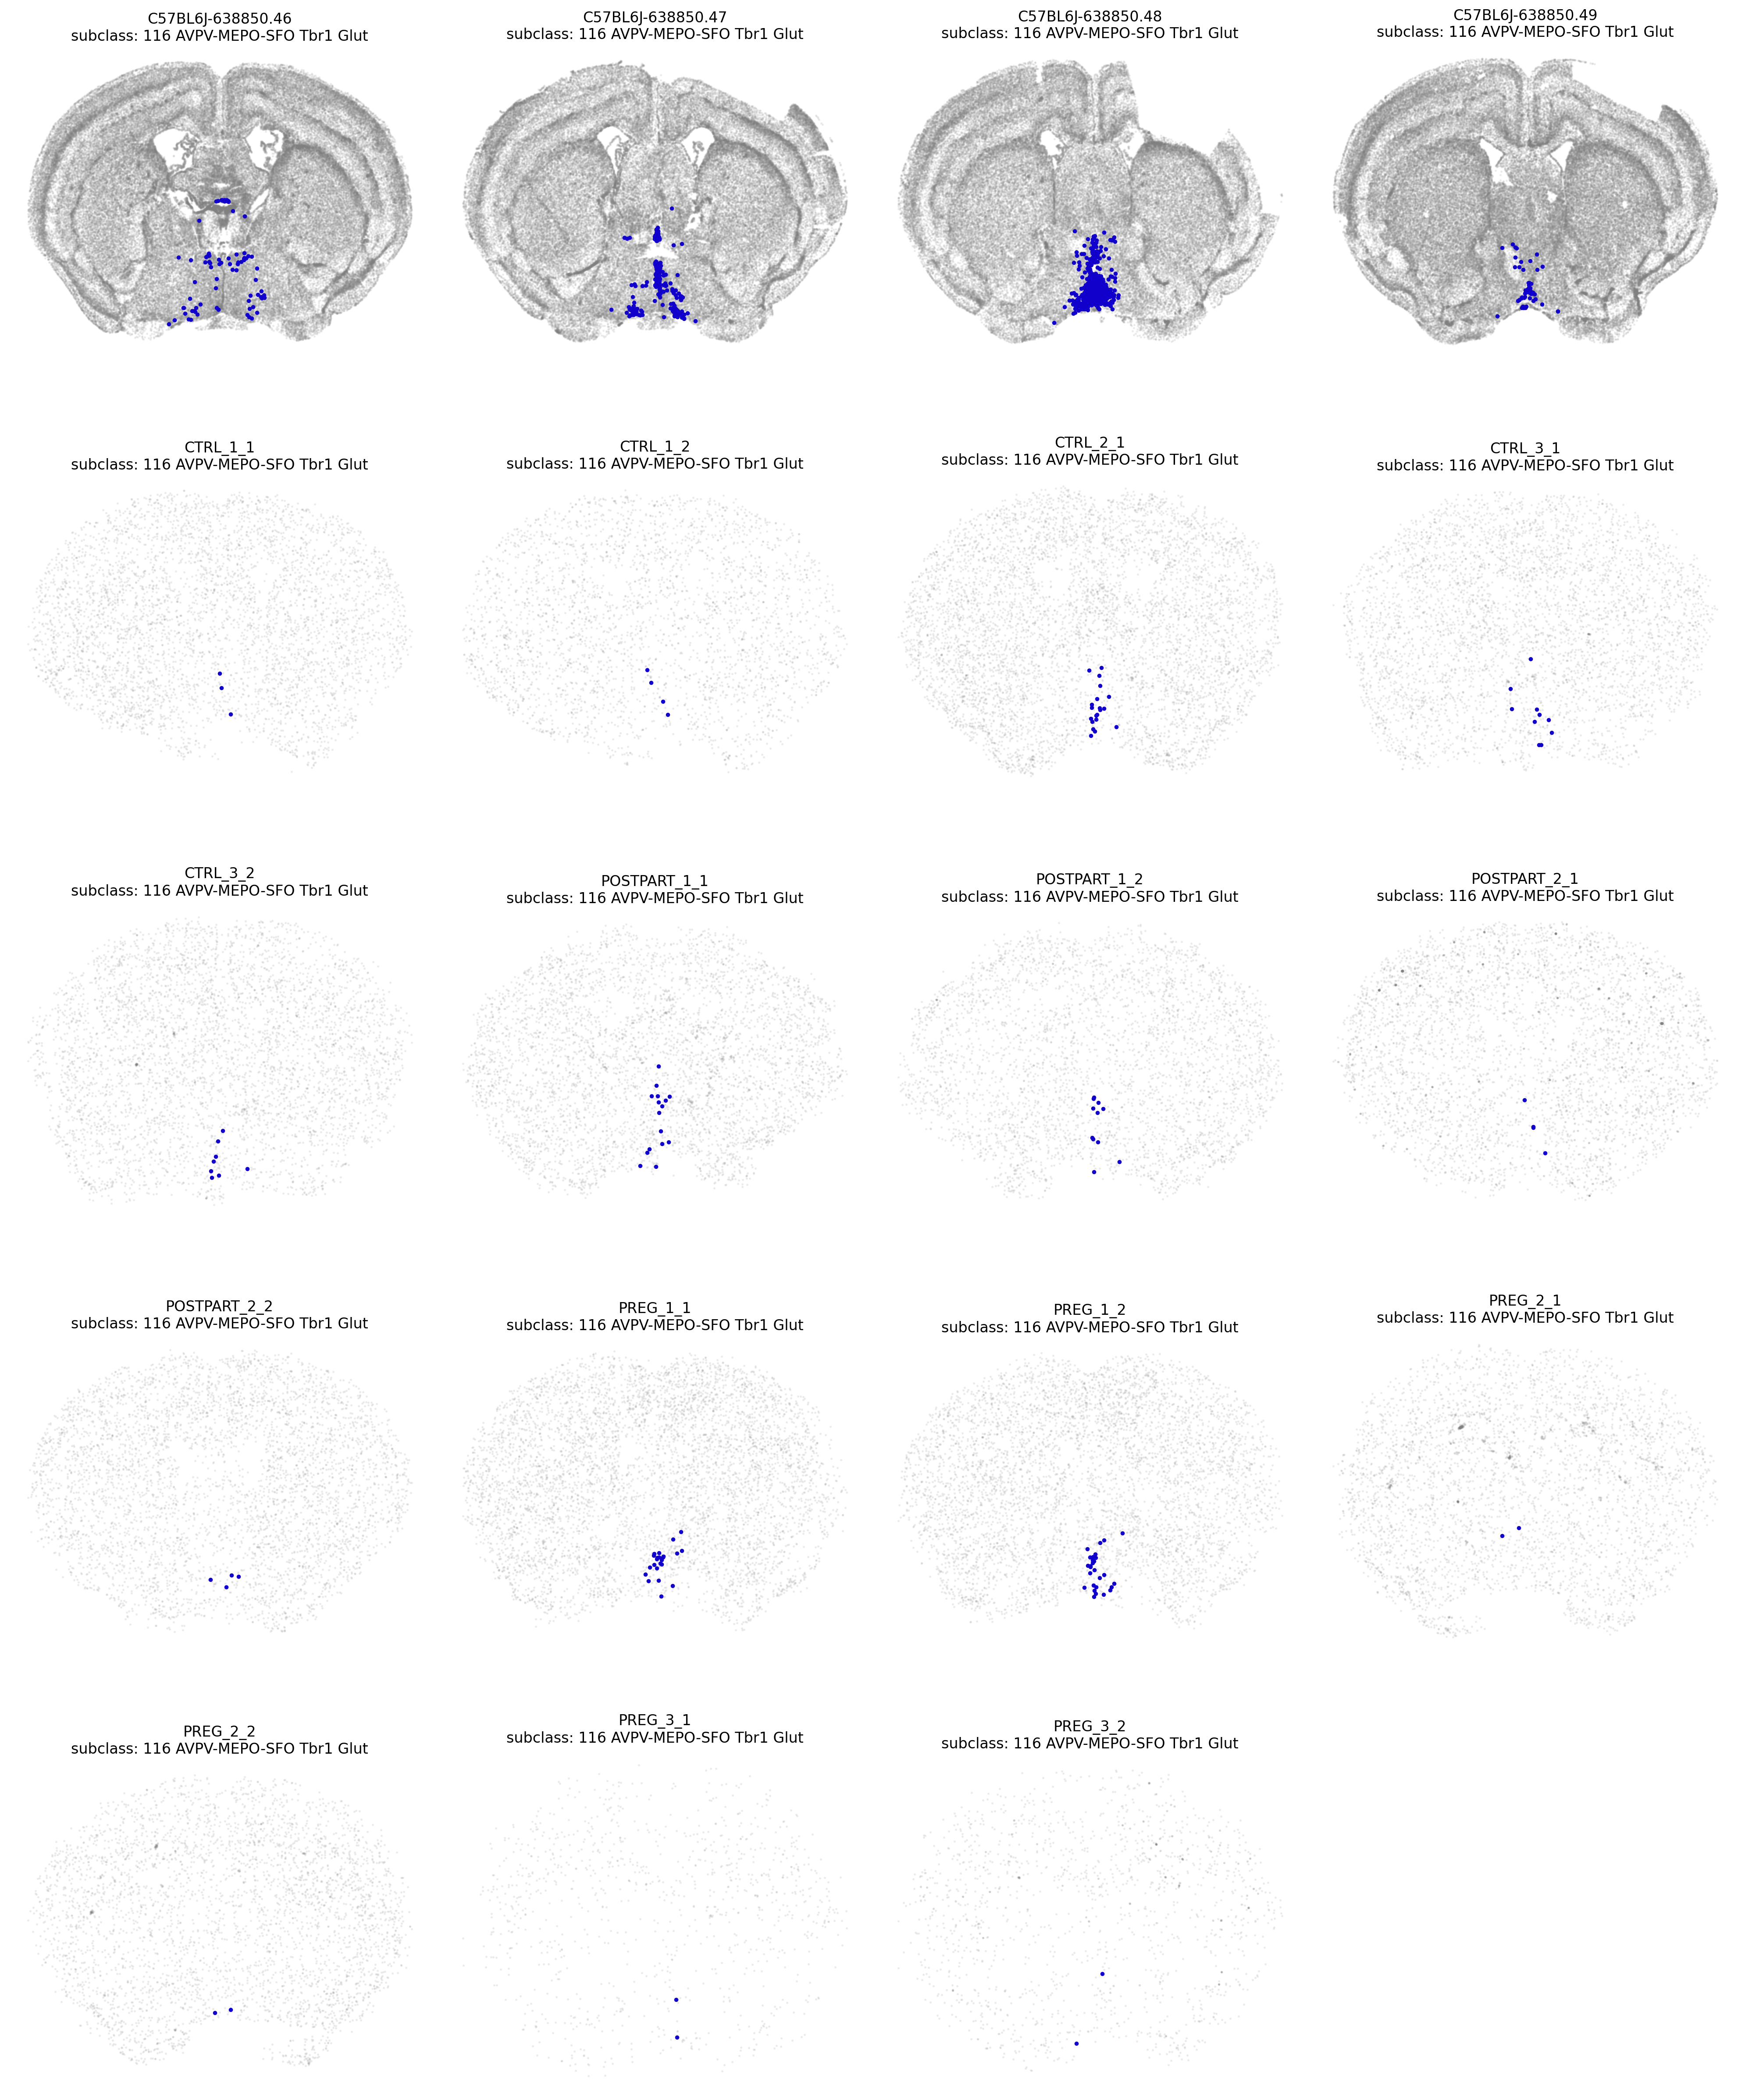 C57BL6J-638850.46
subclass: 116 AVPV-MEPO-SFO Tbr1 Glut
C57BL6J-638850.47
subclass: 116 AVPV-MEPO-SFO Tbr1 Glut
C57BL6J-638850.48
subclass: 116 AVPV-MEPO-SFO Tbr1 Glut
C57BL6J-638850.49
subclass: 116 AVPV-MEPO-SFO Tbr1 Glut
CTRL_1_1
subclass: 116 AVPV-MEPO-SFO Tbr1 Glut
CTRL_1_2
subclass: 116 AVPV-MEPO-SFO Tbr1 Glut
CTRL_2_1
subclass: 116 AVPV-MEPO-SFO Tbr1 Glut
CTRL_3_1
subclass: 116 AVPV-MEPO-SFO Tbr1 Glut
CTRL_3_2
subclass: 116 AVPV-MEPO-SFO Tbr1 Glut
POSTPART_1_1
subclass: 116 AVPV-MEPO-SFO Tbr1 Glut
POSTPART_1_2
subclass: 116 AVPV-MEPO-SFO Tbr1 Glut
POSTPART_2_1
subclass: 116 AVPV-MEPO-SFO Tbr1 Glut
POSTPART_2_2
subclass: 116 AVPV-MEPO-SFO Tbr1 Glut
PREG_1_1
subclass: 116 AVPV-MEPO-SFO Tbr1 Glut
PREG_1_2
subclass: 116 AVPV-MEPO-SFO Tbr1 Glut
PREG_2_1
subclass: 116 AVPV-MEPO-SFO Tbr1 Glut
PREG_2_2
subclass: 116 AVPV-MEPO-SFO Tbr1 Glut
PREG_3_1
subclass: 116 AVPV-MEPO-SFO Tbr1 Glut
PREG_3_2
subclass: 116 AVPV-MEPO-SFO Tbr1 Glut